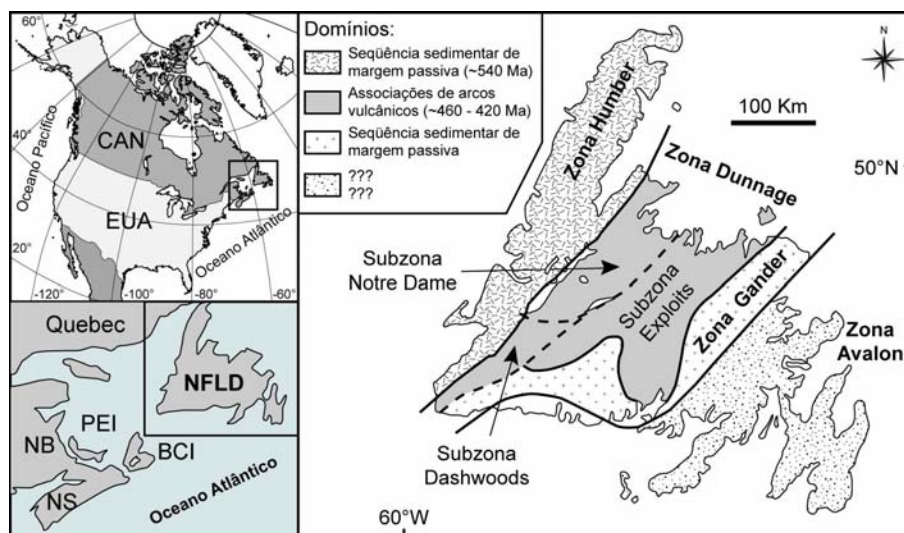 60°
40°
20°
-120°
-100°
-80°
-60°
Oceano Pacífico
CAN
EUA
Oceano Atlântico
Quebec
NFLD
PEI
NB
BCI
NS
Oceano Atlântico
Domínios:
Seqüência sedimentar de
margem passiva (~540 Ma)
Associações de arcos
vulcânicos (~460 - 420 Ma)
Seqüência sedimentar de
margem passiva
???
???
100 Km
50°N
Zona Humber
Zona Dunnage
Subzona
Notre Dame
Subzona
Exploits
Zona Gander
Zona
Avalon
Subzona
Dashwoods
60°W